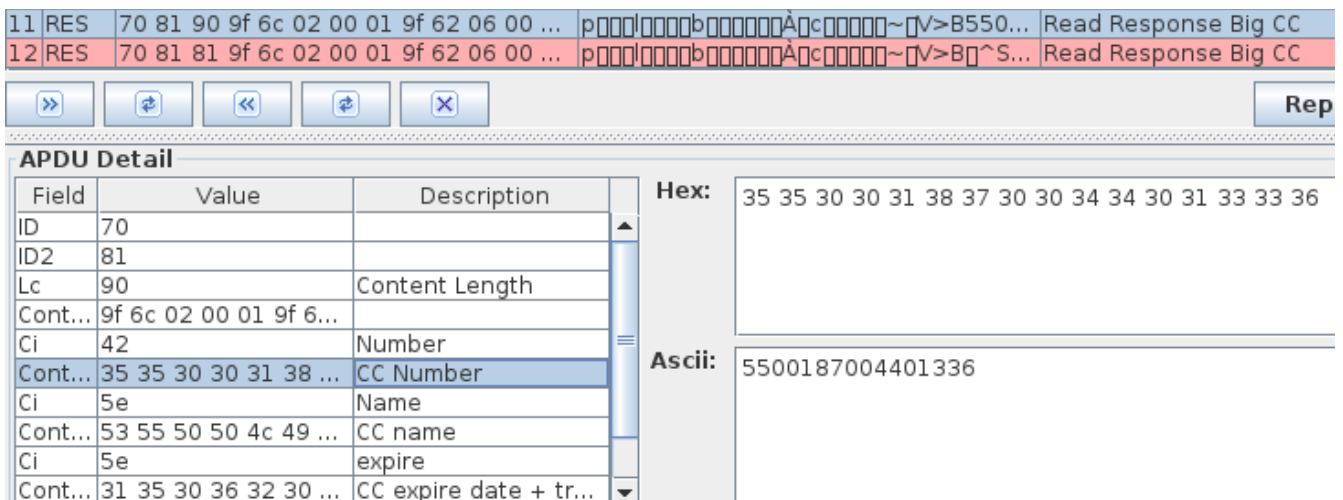 11 RES 70 81 90 9f 6c 02 00 01 9f 62 06 00 ... p▯▯▯l▯▯▯▯b▯▯▯▯▯▯À▯c▯▯▯▯▯~▯V>B550... Read Response Big CC
12 RES 70 81 81 9f 6c 02 00 01 9f 62 06 00 ... p▯▯▯l▯▯▯▯b▯▯▯▯▯▯À▯c▯▯▯▯▯~▯V>B▯^S... Read Response Big CC
Rep
APDU Detail
Field Value Description
ID 70
ID2 81
Lc 90 Content Length
Cont... 9f 6c 02 00 01 9f 6...
Ci 42 Number
Cont... 35 35 30 30 31 38 ... CC Number
Ci 5e Name
Cont... 53 55 50 50 4c 49 ... CC name
Ci 5e expire
Cont... 31 35 30 36 32 30 ... CC expire date + tr...
Hex: 35 35 30 30 31 38 37 30 30 34 34 30 31 33 33 36
Ascii: 5500187004401336